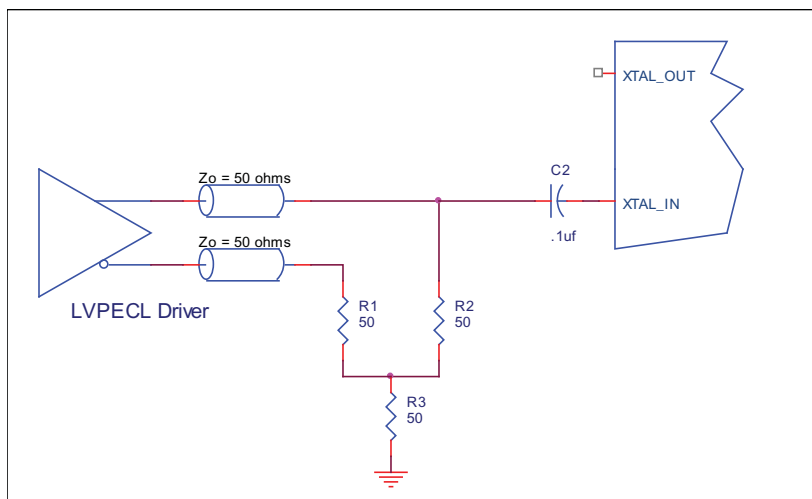 XTAL_OUT
Zo = 50 ohms
C2
XTAL_IN
.1uf
Zo = 50 ohms
LVPECL Driver
R1
50
R2
50
R3
50